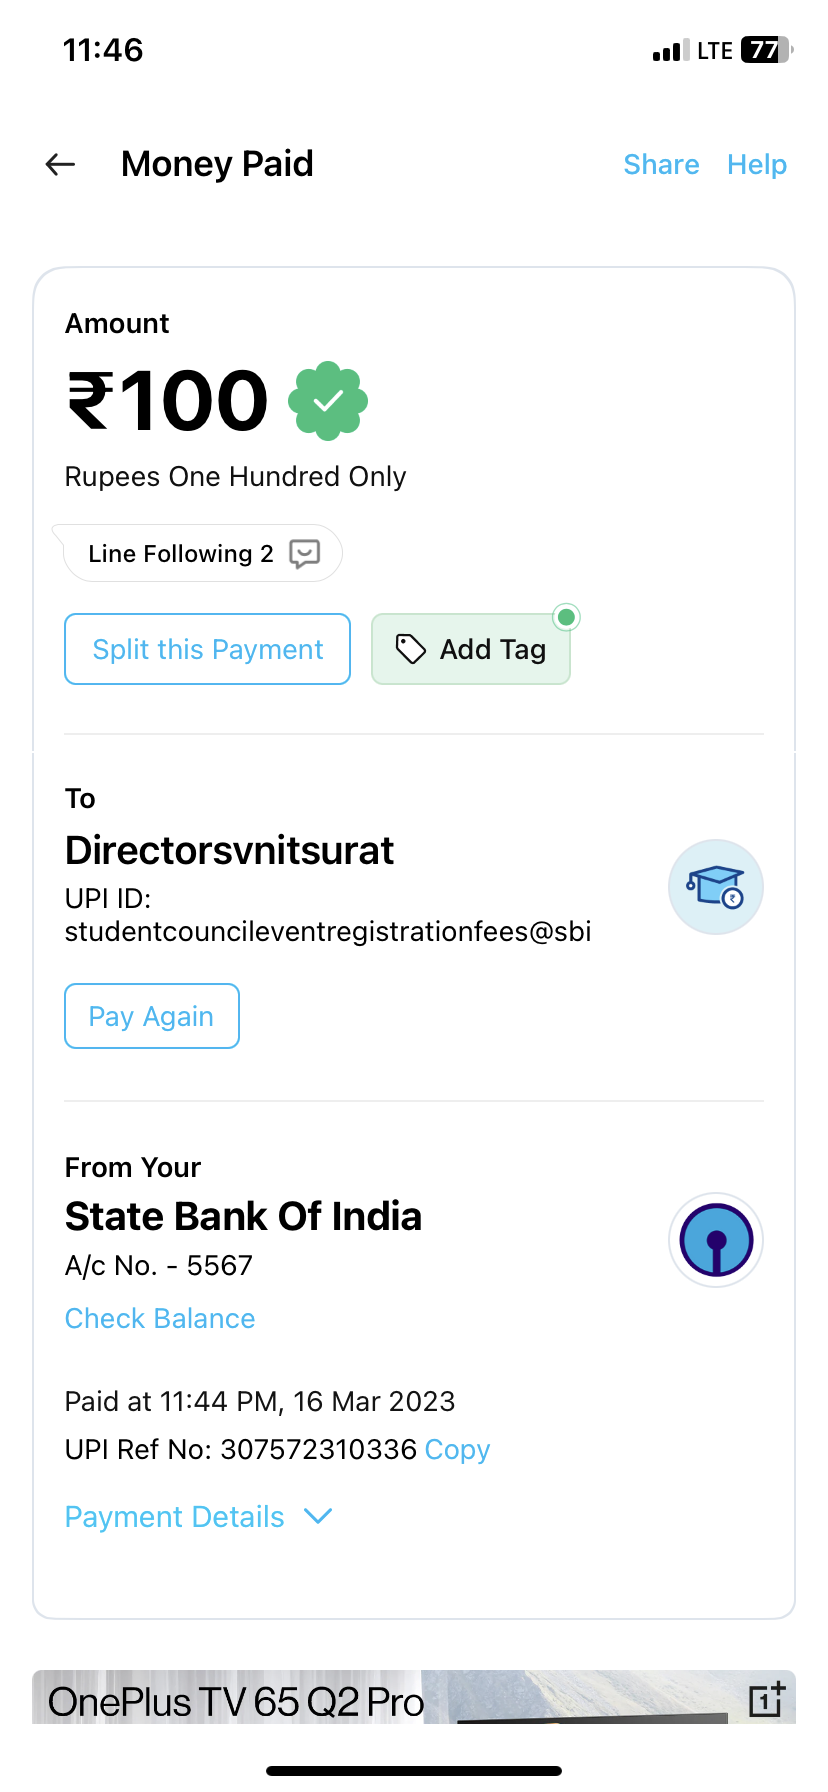 11:46
LTE 77
Money Paid
Share Help
Amount
₹100
Rupees One Hundred Only
Line Following 2
Split this Payment
Add Tag
To
Directorsvnitsurat
UPI ID:
studentcouncileventregistrationfees@sbi
₹
Pay Again
From Your
State Bank Of India
A/c No. - 5567
Check Balance
Paid at 11:44 PM, 16 Mar 2023
UPI Ref No: 307572310336 Copy
Payment Details
OnePlus TV 65 Q2 Pro
1+